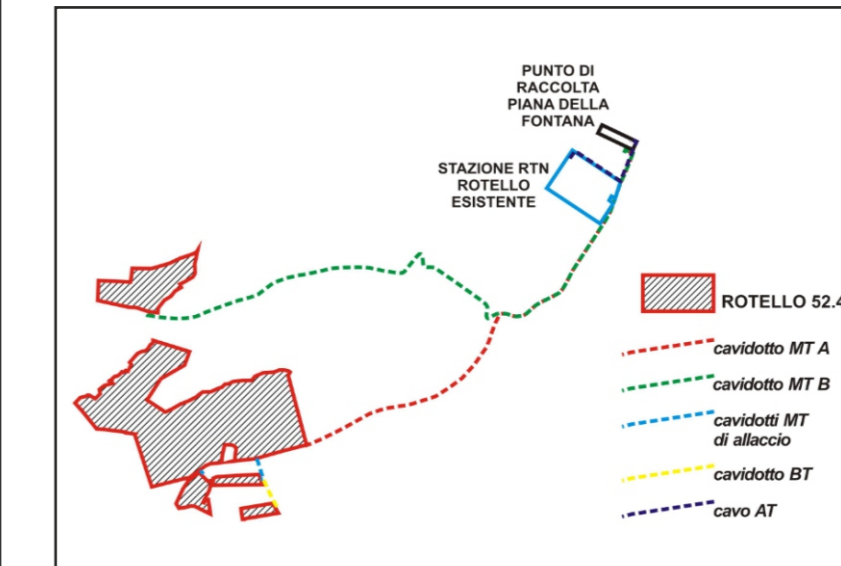 PUNTO DI
RACCOLTA
PIANA DELLA
FONTANA
STAZIONE RTN
ROTELLO
ESISTENTE
ROTELLO 52.4
cavidotto MT A
cavidotto MT B
cavidotti MT
di allaccio
cavidotto BT
cavo AT